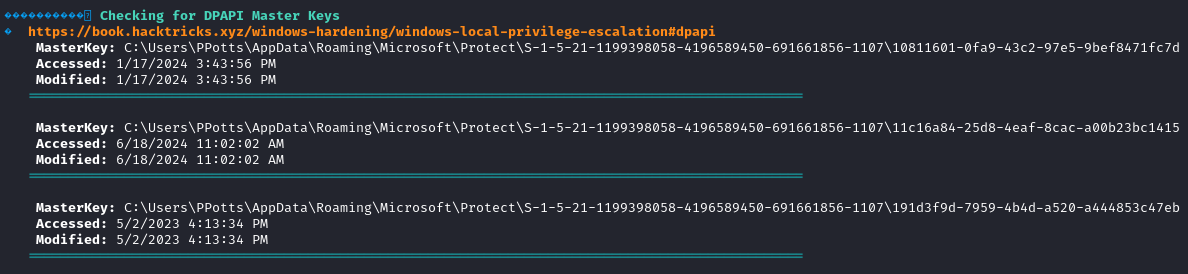 Checking for DPAPI Master Keys
https://book.hacktricks.xyz/windows-hardening/windows-local-privilege-escalation#dpapi
MasterKey: C:\Users\PPotts\AppData\Roaming\Microsoft\Protect\S-1-5-21-1199398058-4196589450-691661856-1107\10811601-0fa9-43c2-97e5-9bef8471fc7d
Accessed: 1/17/2024 3:43:56 PM
Modified: 1/17/2024 3:43:56 PM
MasterKey: C:\Users\PPotts\AppData\Roaming\Microsoft\Protect\S-1-5-21-1199398058-4196589450-691661856-1107\11c16a84-25d8-4eaf-8cac-a00b23bc1415
Accessed: 6/18/2024 11:02:02 AM
Modified: 6/18/2024 11:02:02 AM
MasterKey: C:\Users\PPotts\AppData\Roaming\Microsoft\Protect\S-1-5-21-1199398058-4196589450-691661856-1107\191d3f9d-7959-4b4d-a520-a444853c47eb
Accessed: 5/2/2023 4:13:34 PM
Modified: 5/2/2023 4:13:34 PM